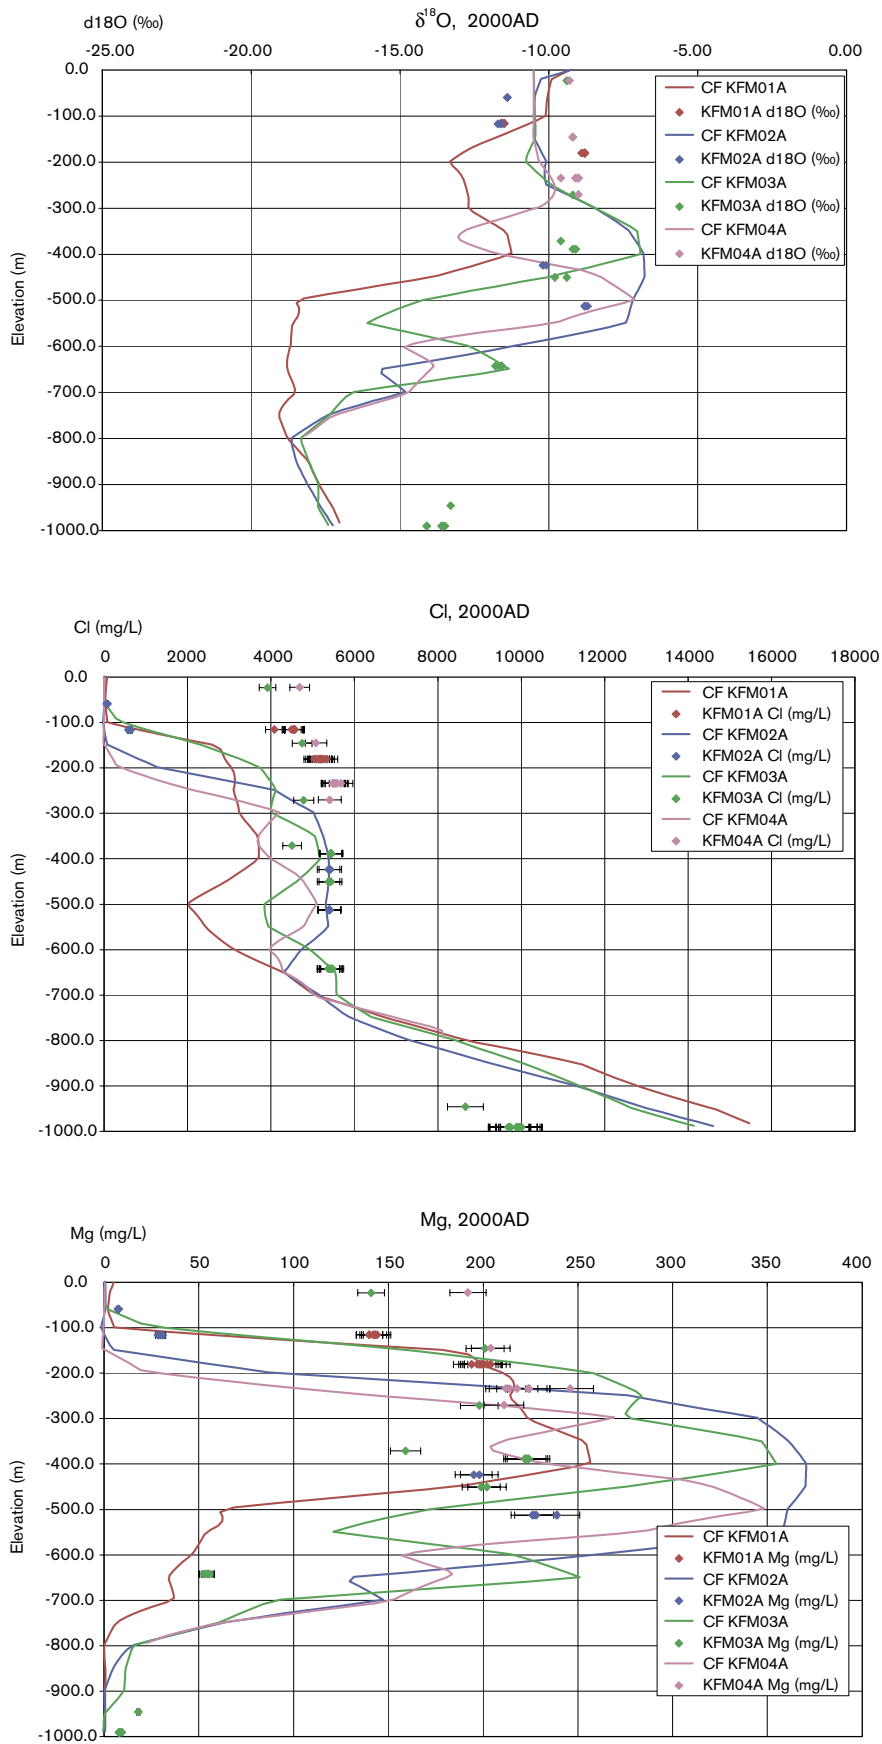 d18O (‰)
δ¹⁸O, 2000AD
-25.00 -20.00 -15.00 -10.00 -5.00 0.00
0.0
-100.0
-200.0
-300.0
-400.0
-500.0
-600.0
-700.0
-800.0
-900.0
-1000.0
Elevation (m)
CF KFM01A
KFM01A d18O (‰)
CF KFM02A
KFM02A d18O (‰)
CF KFM03A
KFM03A d18O (‰)
CF KFM04A
KFM04A d18O (‰)
Cl, 2000AD
Cl (mg/L)
0 2000 4000 6000 8000 10000 12000 14000 16000 18000
0.0
-100.0
-200.0
-300.0
-400.0
-500.0
-600.0
-700.0
-800.0
-900.0
-1000.0
Elevation (m)
CF KFM01A
KFM01A Cl (mg/L)
CF KFM02A
KFM02A Cl (mg/L)
CF KFM03A
KFM03A Cl (mg/L)
CF KFM04A
KFM04A Cl (mg/L)
Mg, 2000AD
Mg (mg/L)
0 50 100 150 200 250 300 350 400
0.0
-100.0
-200.0
-300.0
-400.0
-500.0
-600.0
-700.0
-800.0
-900.0
-1000.0
Elevation (m)
CF KFM01A
KFM01A Mg (mg/L)
CF KFM02A
KFM02A Mg (mg/L)
CF KFM03A
KFM03A Mg (mg/L)
CF KFM04A
KFM04A Mg (mg/L)